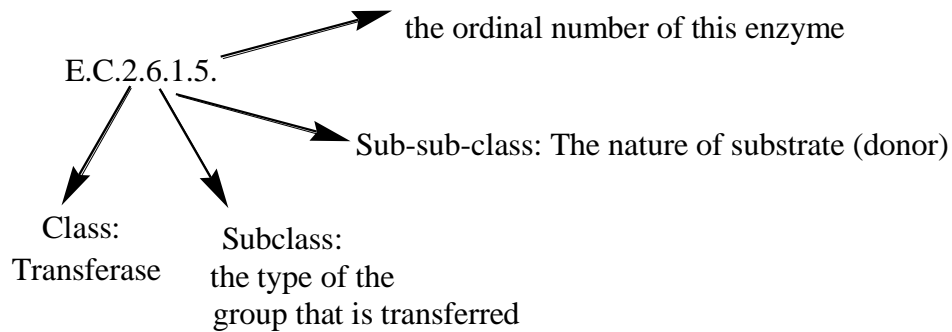 the ordinal number of this enzyme
E.C.2.6.1.5.
Sub-sub-class: The nature of substrate (donor)
Class:
Transferase
Subclass:
the type of the
group that is transferred